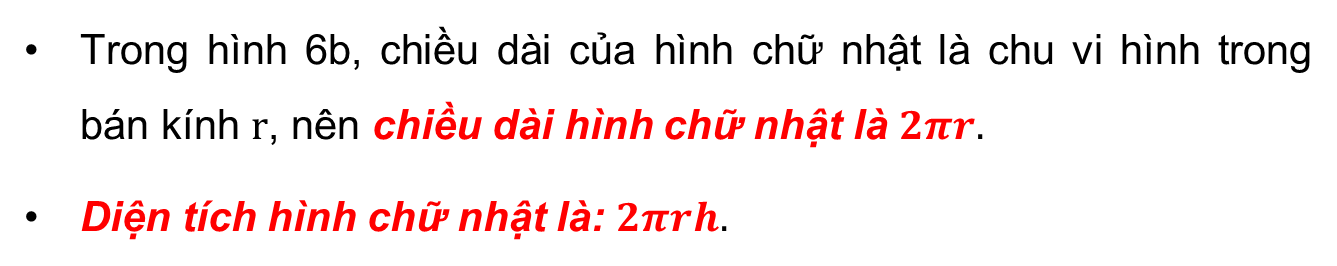 • Trong hình 6b, chiều dài của hình chữ nhật là chu vi hình trong
bán kính r, nên chiều dài hình chữ nhật là 2πr.
• Diện tích hình chữ nhật là: 2πrh.